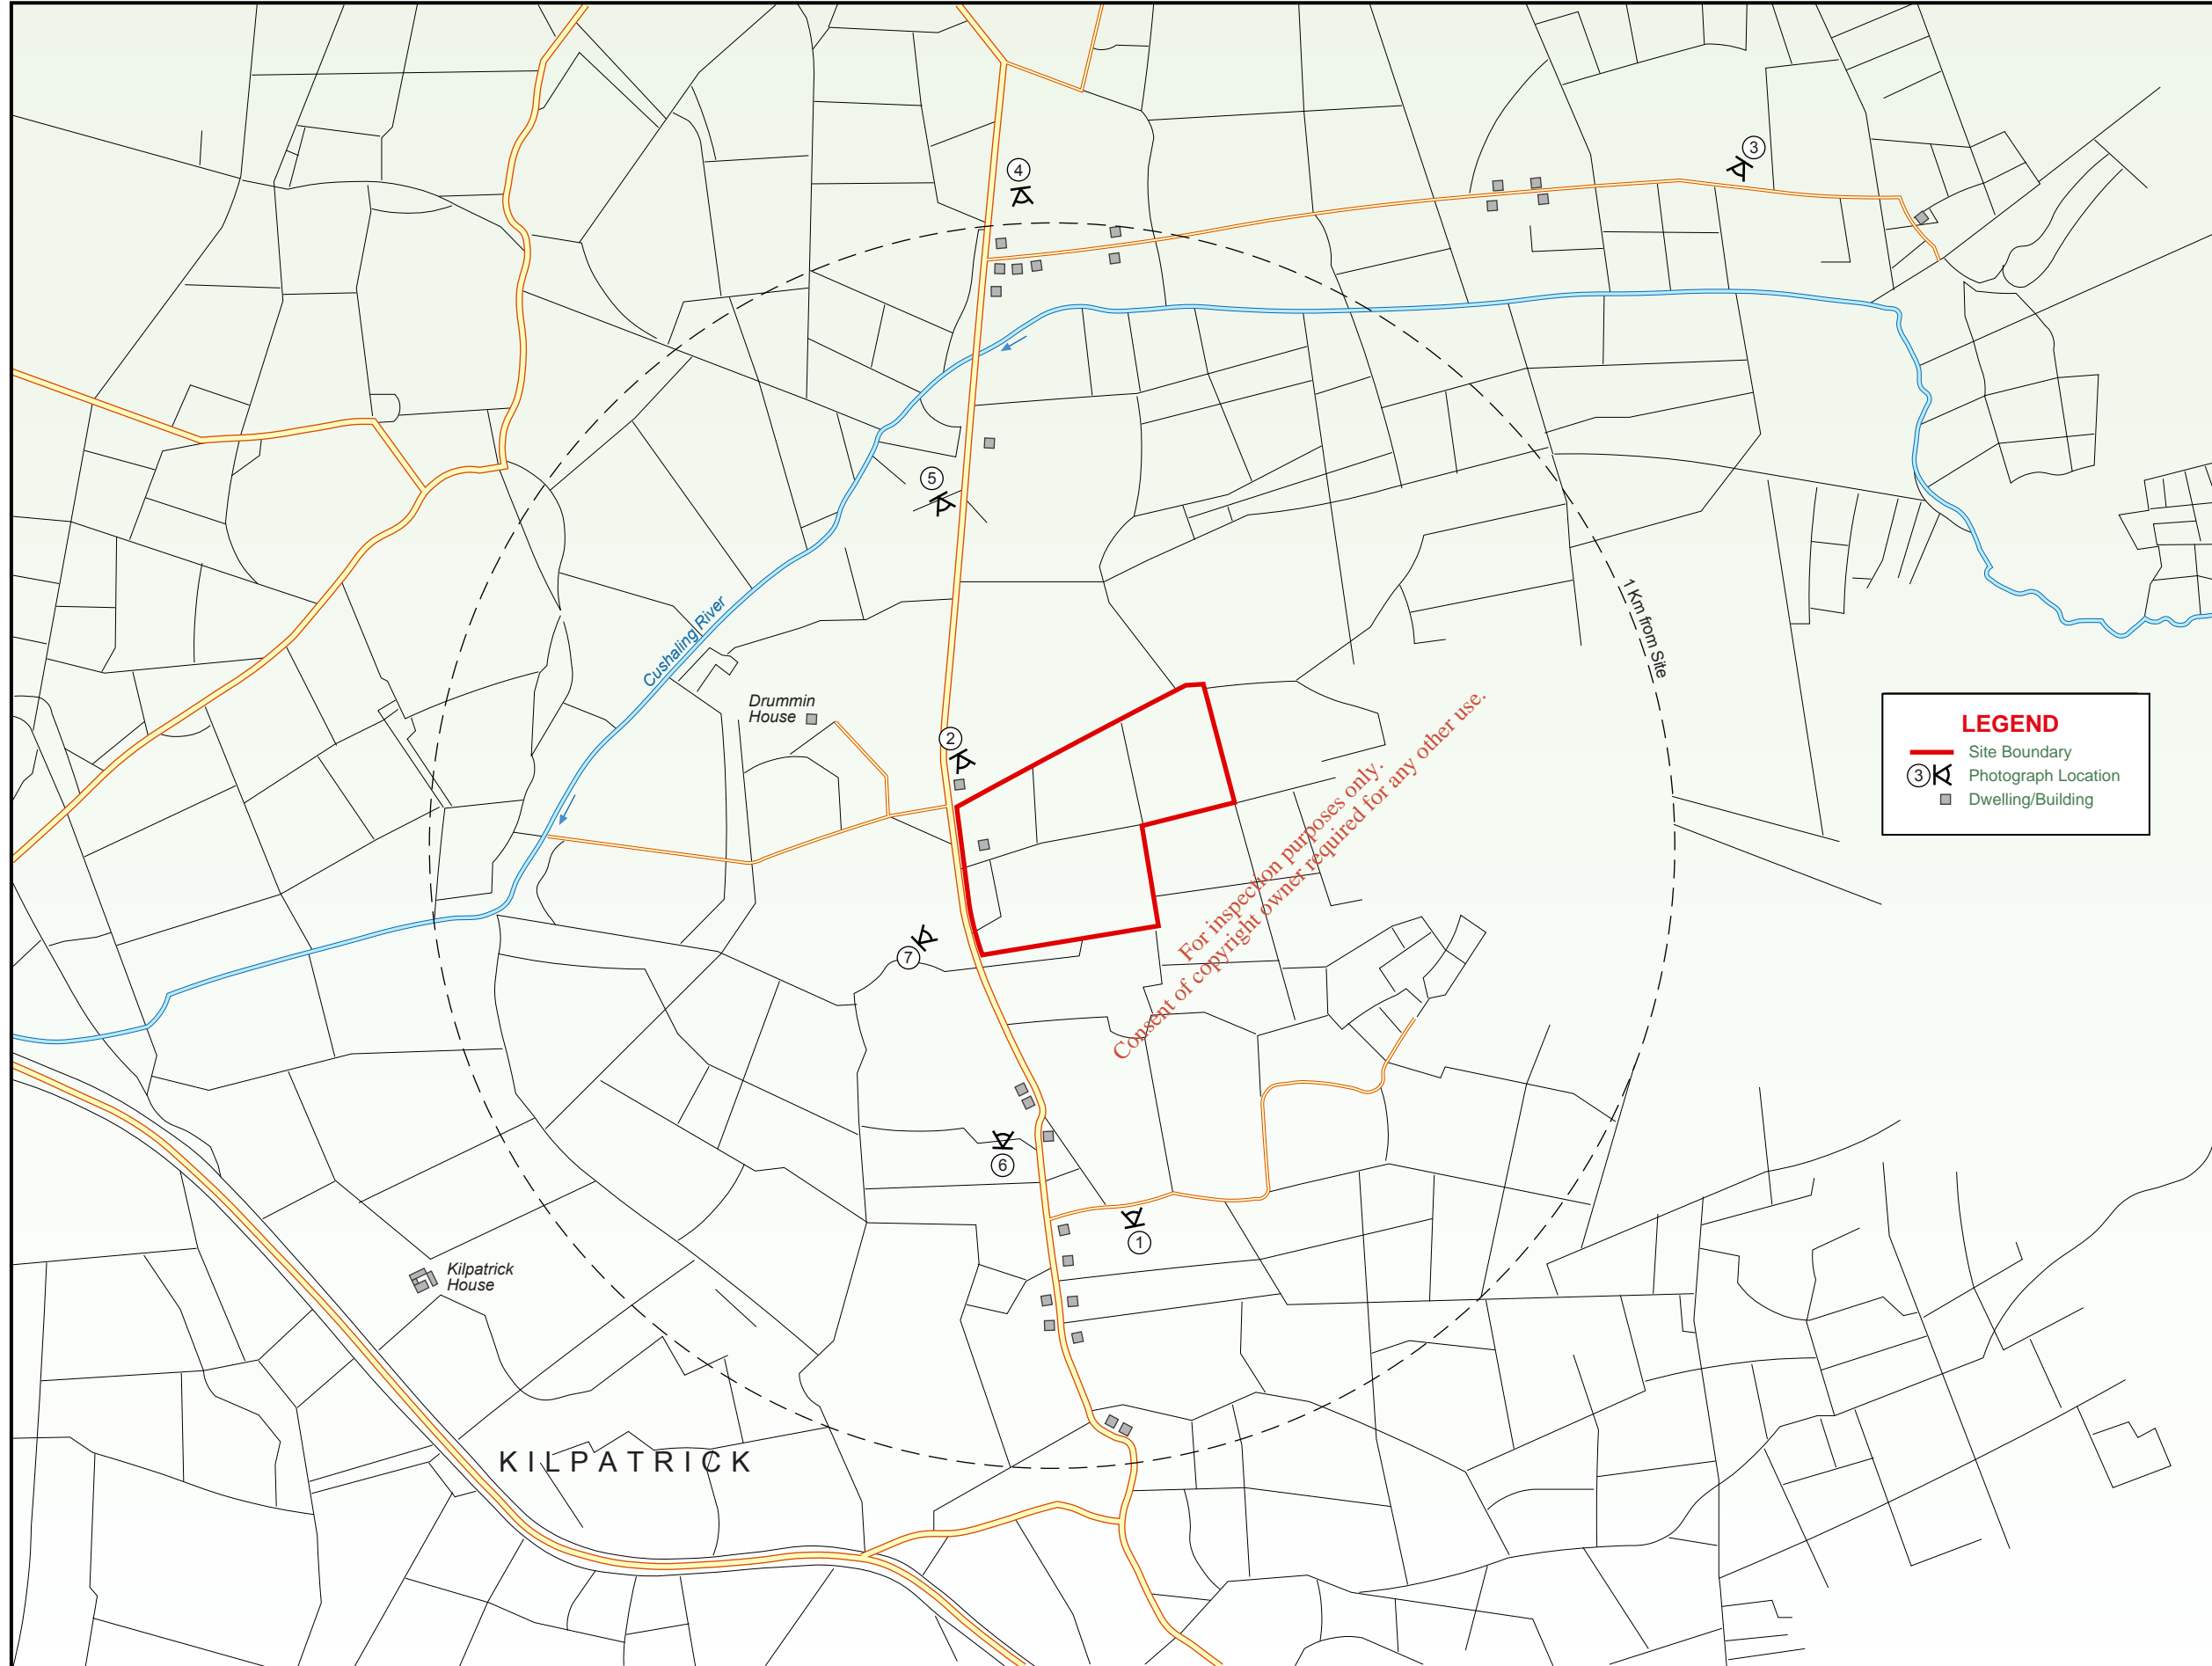 3
4
5
Cushaling River
1 Km from Site
Drummin
House
2
LEGEND
Site Boundary
3 Photograph Location
Dwelling/Building
For inspection purposes only.
Consent of copyright owner required for any other use.
7
6
1
Kilpatrick
House
KILPATRICK